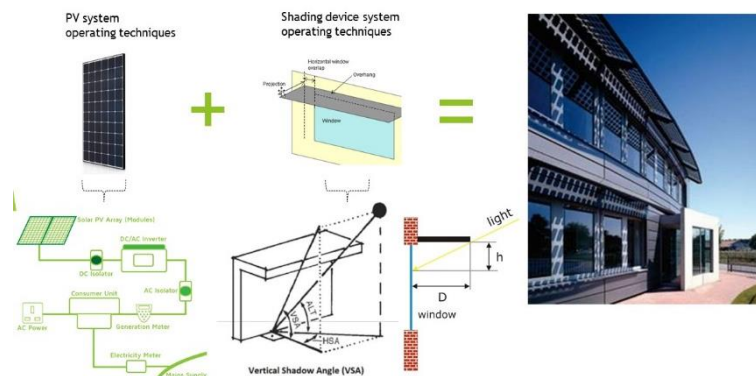 PV system
operating techniques
Shading device system
operating techniques
Projection
Horizontal window
overlap
Overhang
Window
Solar PV Array (Modules)
DC/AC Inverter
DC Isolator
AC Isolator
Consumer Unit
AC Power
Generation Meter
Electricity Meter
ALT
VSA
HSA
Vertical Shadow Angle (VSA)
light
h
D
window